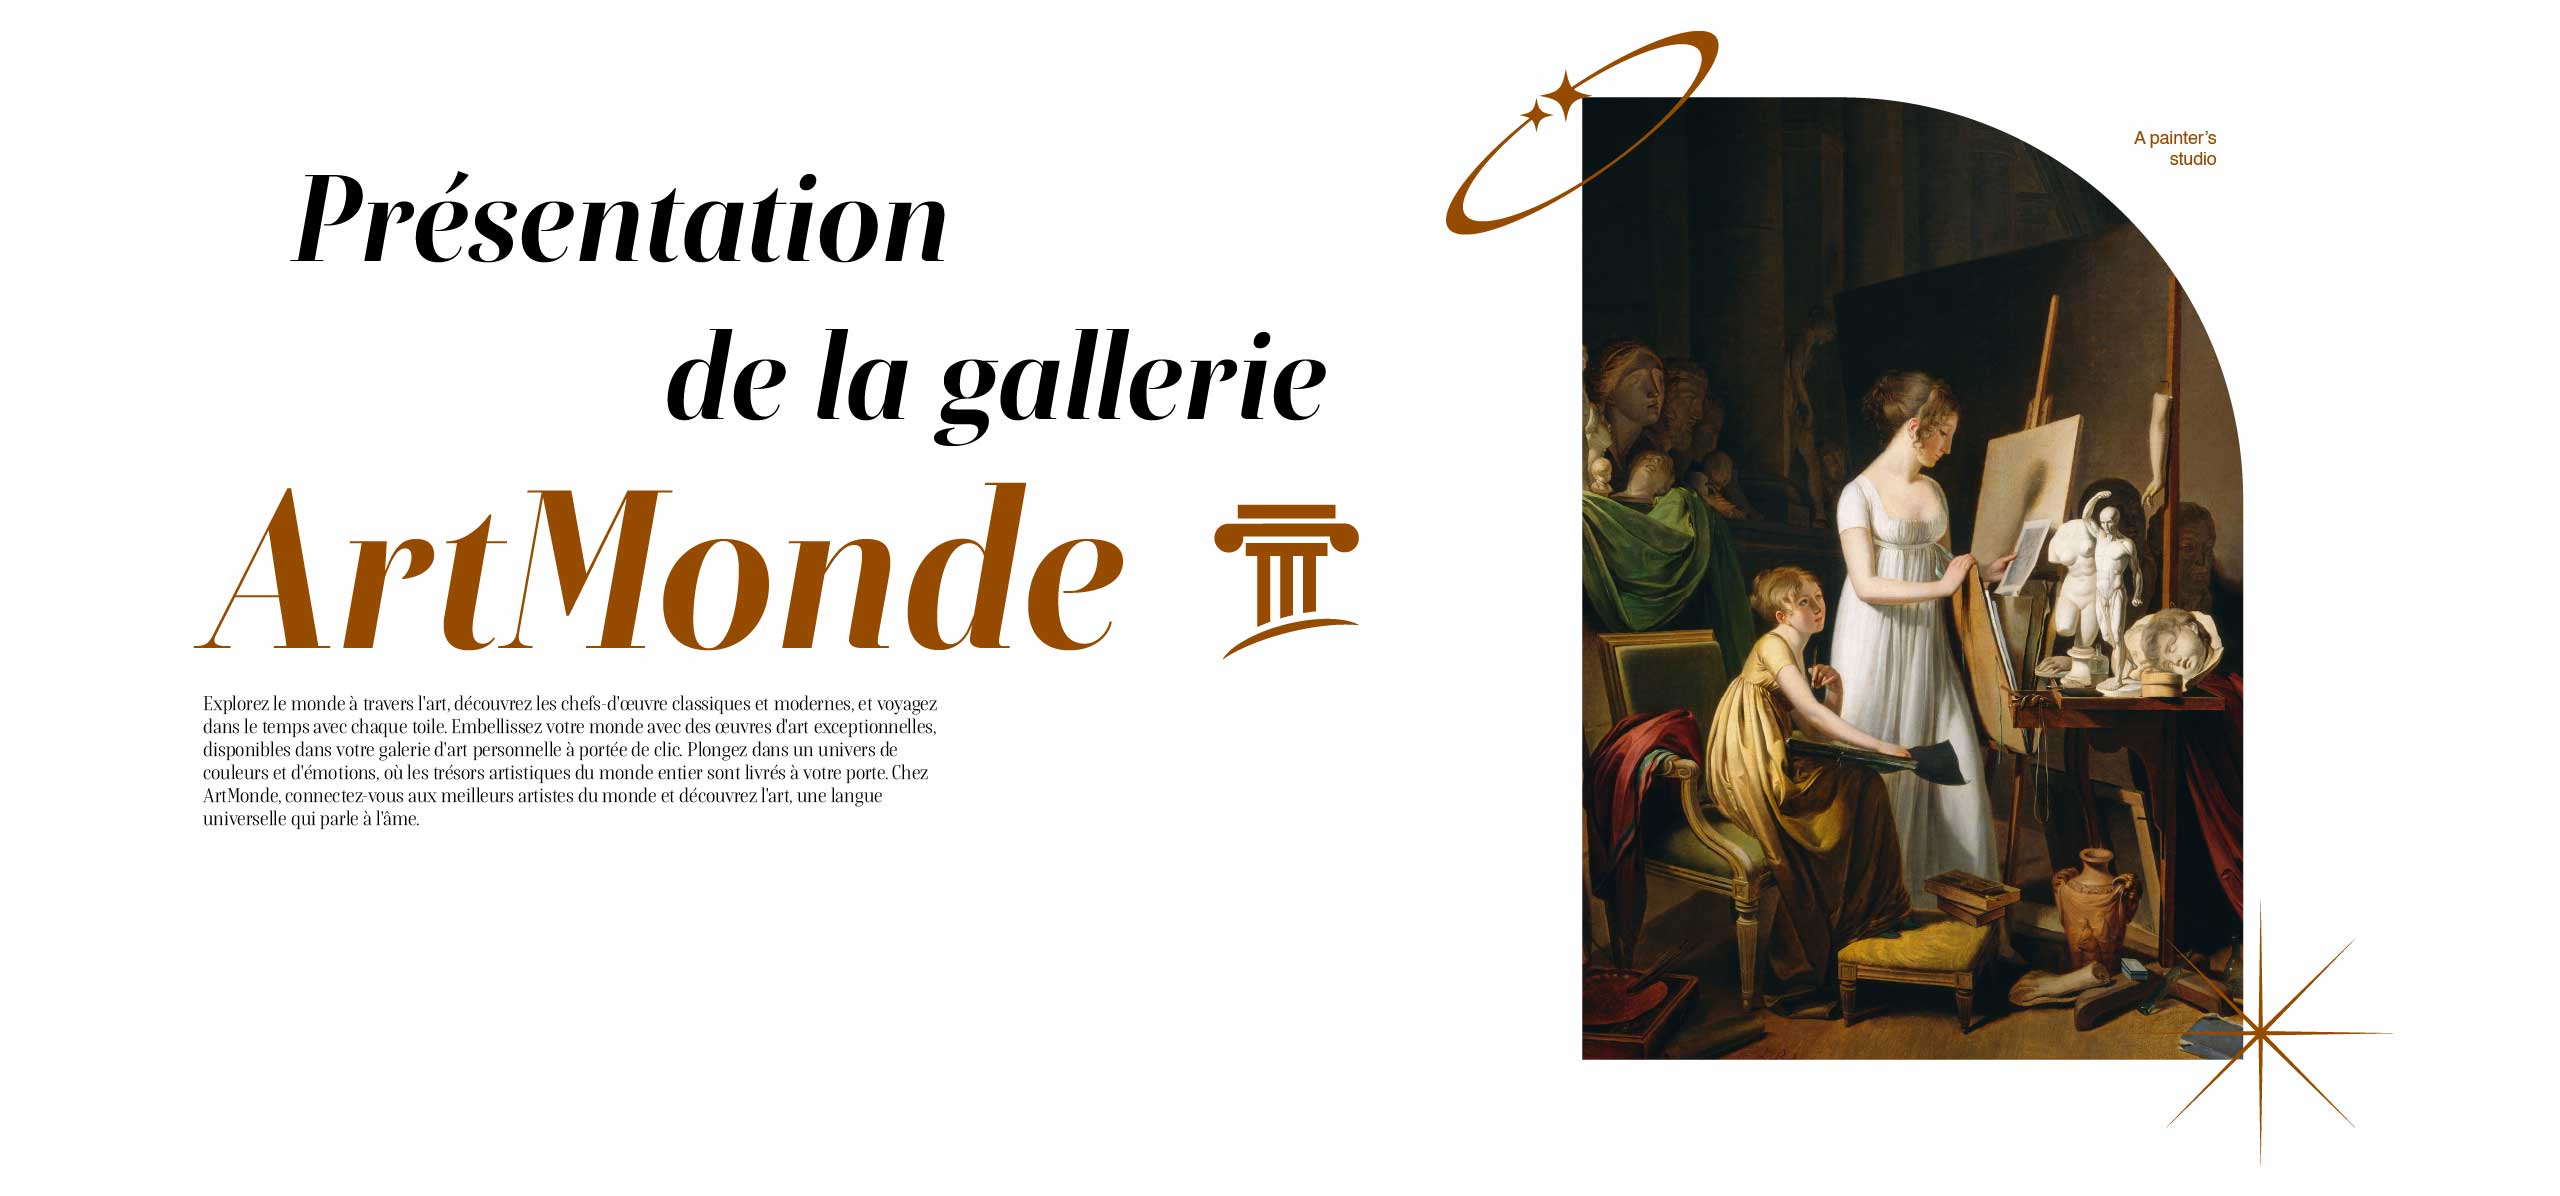 Présentation
de la gallerie
ArtMonde
Explorez le monde à travers l'art, découvrez les chefs-d'œuvre classiques et modernes, et voyagez
dans le temps avec chaque toile. Embellissez votre monde avec des œuvres d'art exceptionnelles,
disponibles dans votre galerie d'art personnelle à portée de clic. Plongez dans un univers de
couleurs et d'émotions, où les trésors artistiques du monde entier sont livrés à votre porte. Chez
ArtMonde, connectez-vous aux meilleurs artistes du monde et découvrez l'art, une langue
universelle qui parle à l'âme.
A painter’s
studio